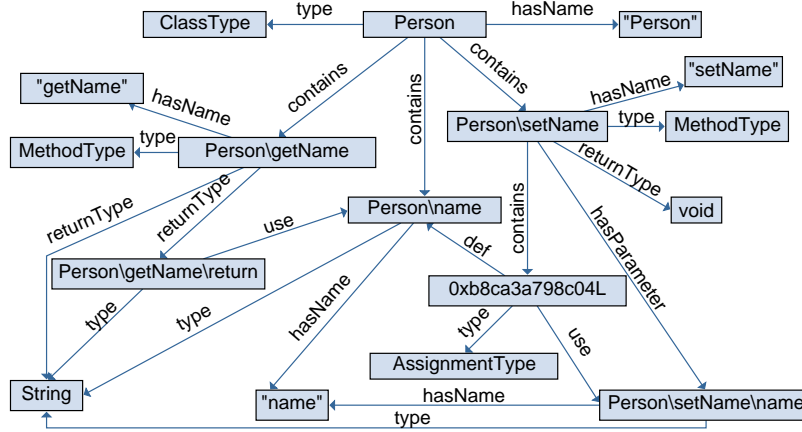 ClassType
type
Person
hasName
"Person"
contains
contains
contains
"setName"
"getName"
hasName
hasName
MethodType
type
Person\getName
Person\setName
type
MethodType
returnType
returnType
use
Person\name
contains
returnType
void
hasParameter
Person\getName\return
def
0xb8ca3a798c04L
type
type
hasName
type
use
AssignmentType
String
"name"
hasName
Person\setName\name
type